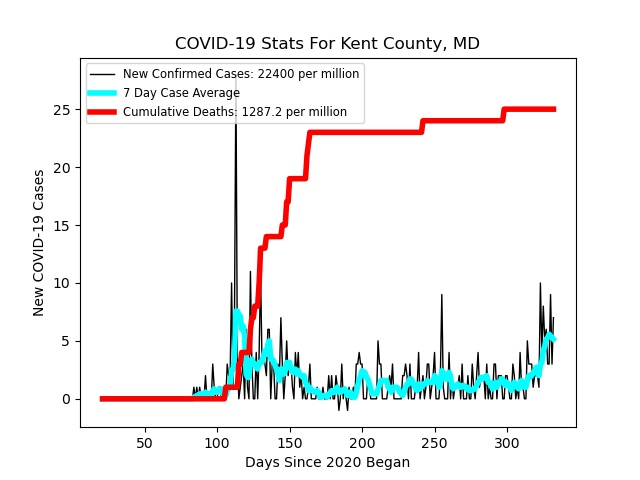 COVID-19 Stats For Kent County, MD
New Confirmed Cases: 22400 per million
7 Day Case Average
Cumulative Deaths: 1287.2 per million
New COVID-19 Cases
25
20
15
10
5
0
50 100 150 200 250 300
Days Since 2020 Began